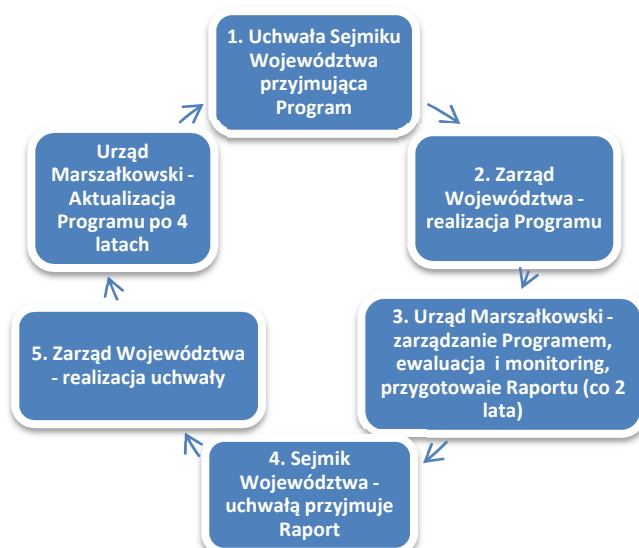 1. Uchwała Sejmiku
Województwa
przyjmująca
Program
2. Zarząd
Województwa -
realizacja Programu
3. Urząd Marszałkowski -
zarządzanie Programem,
ewaluacja i monitoring,
przygotowaie Raportu (co 2
lata)
4. Sejmik
Województwa -
uchwałą przyjmuje
Raport
5. Zarząd Województwa
- realizacja uchwały
Urząd
Marszałkowski -
Aktualizacja
Programu po 4
latach